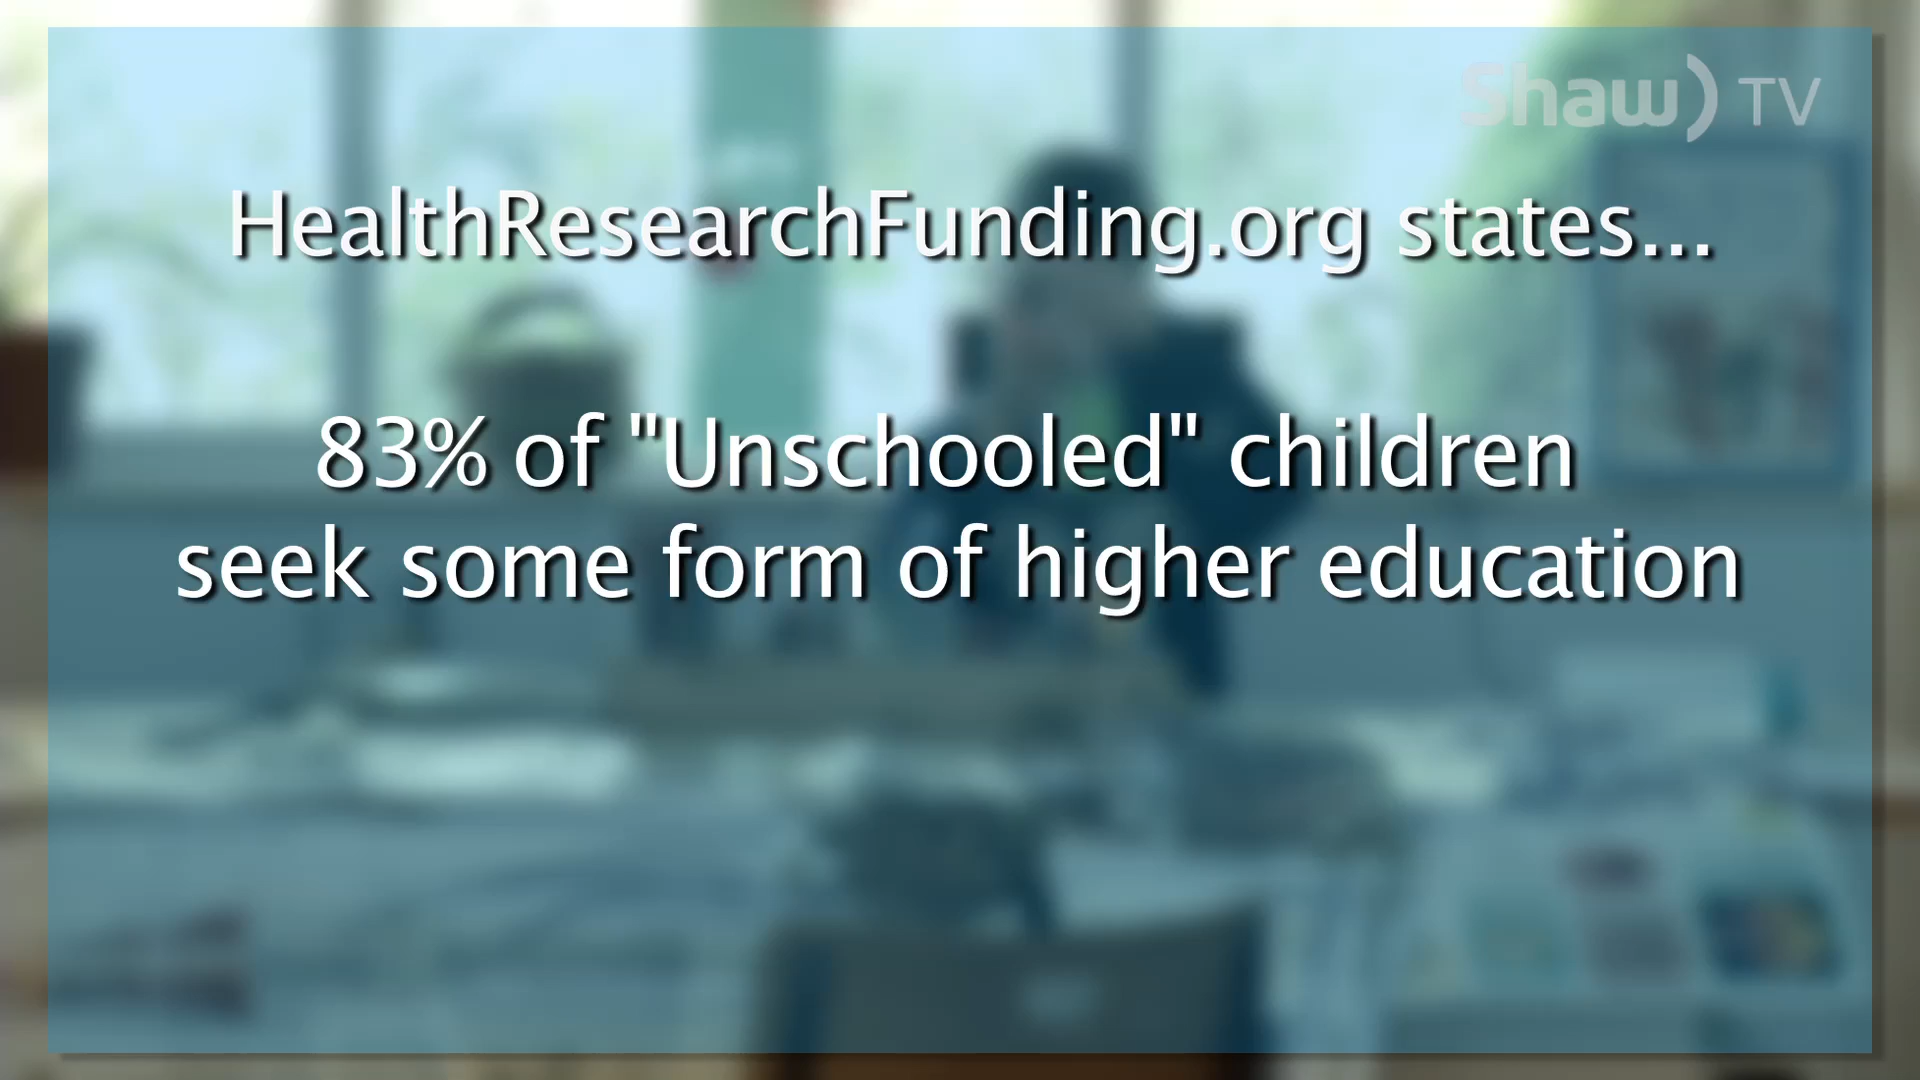 Shaw) TV
HealthResearchFunding.org states...
83% of "Unschooled" children
seek some form of higher education